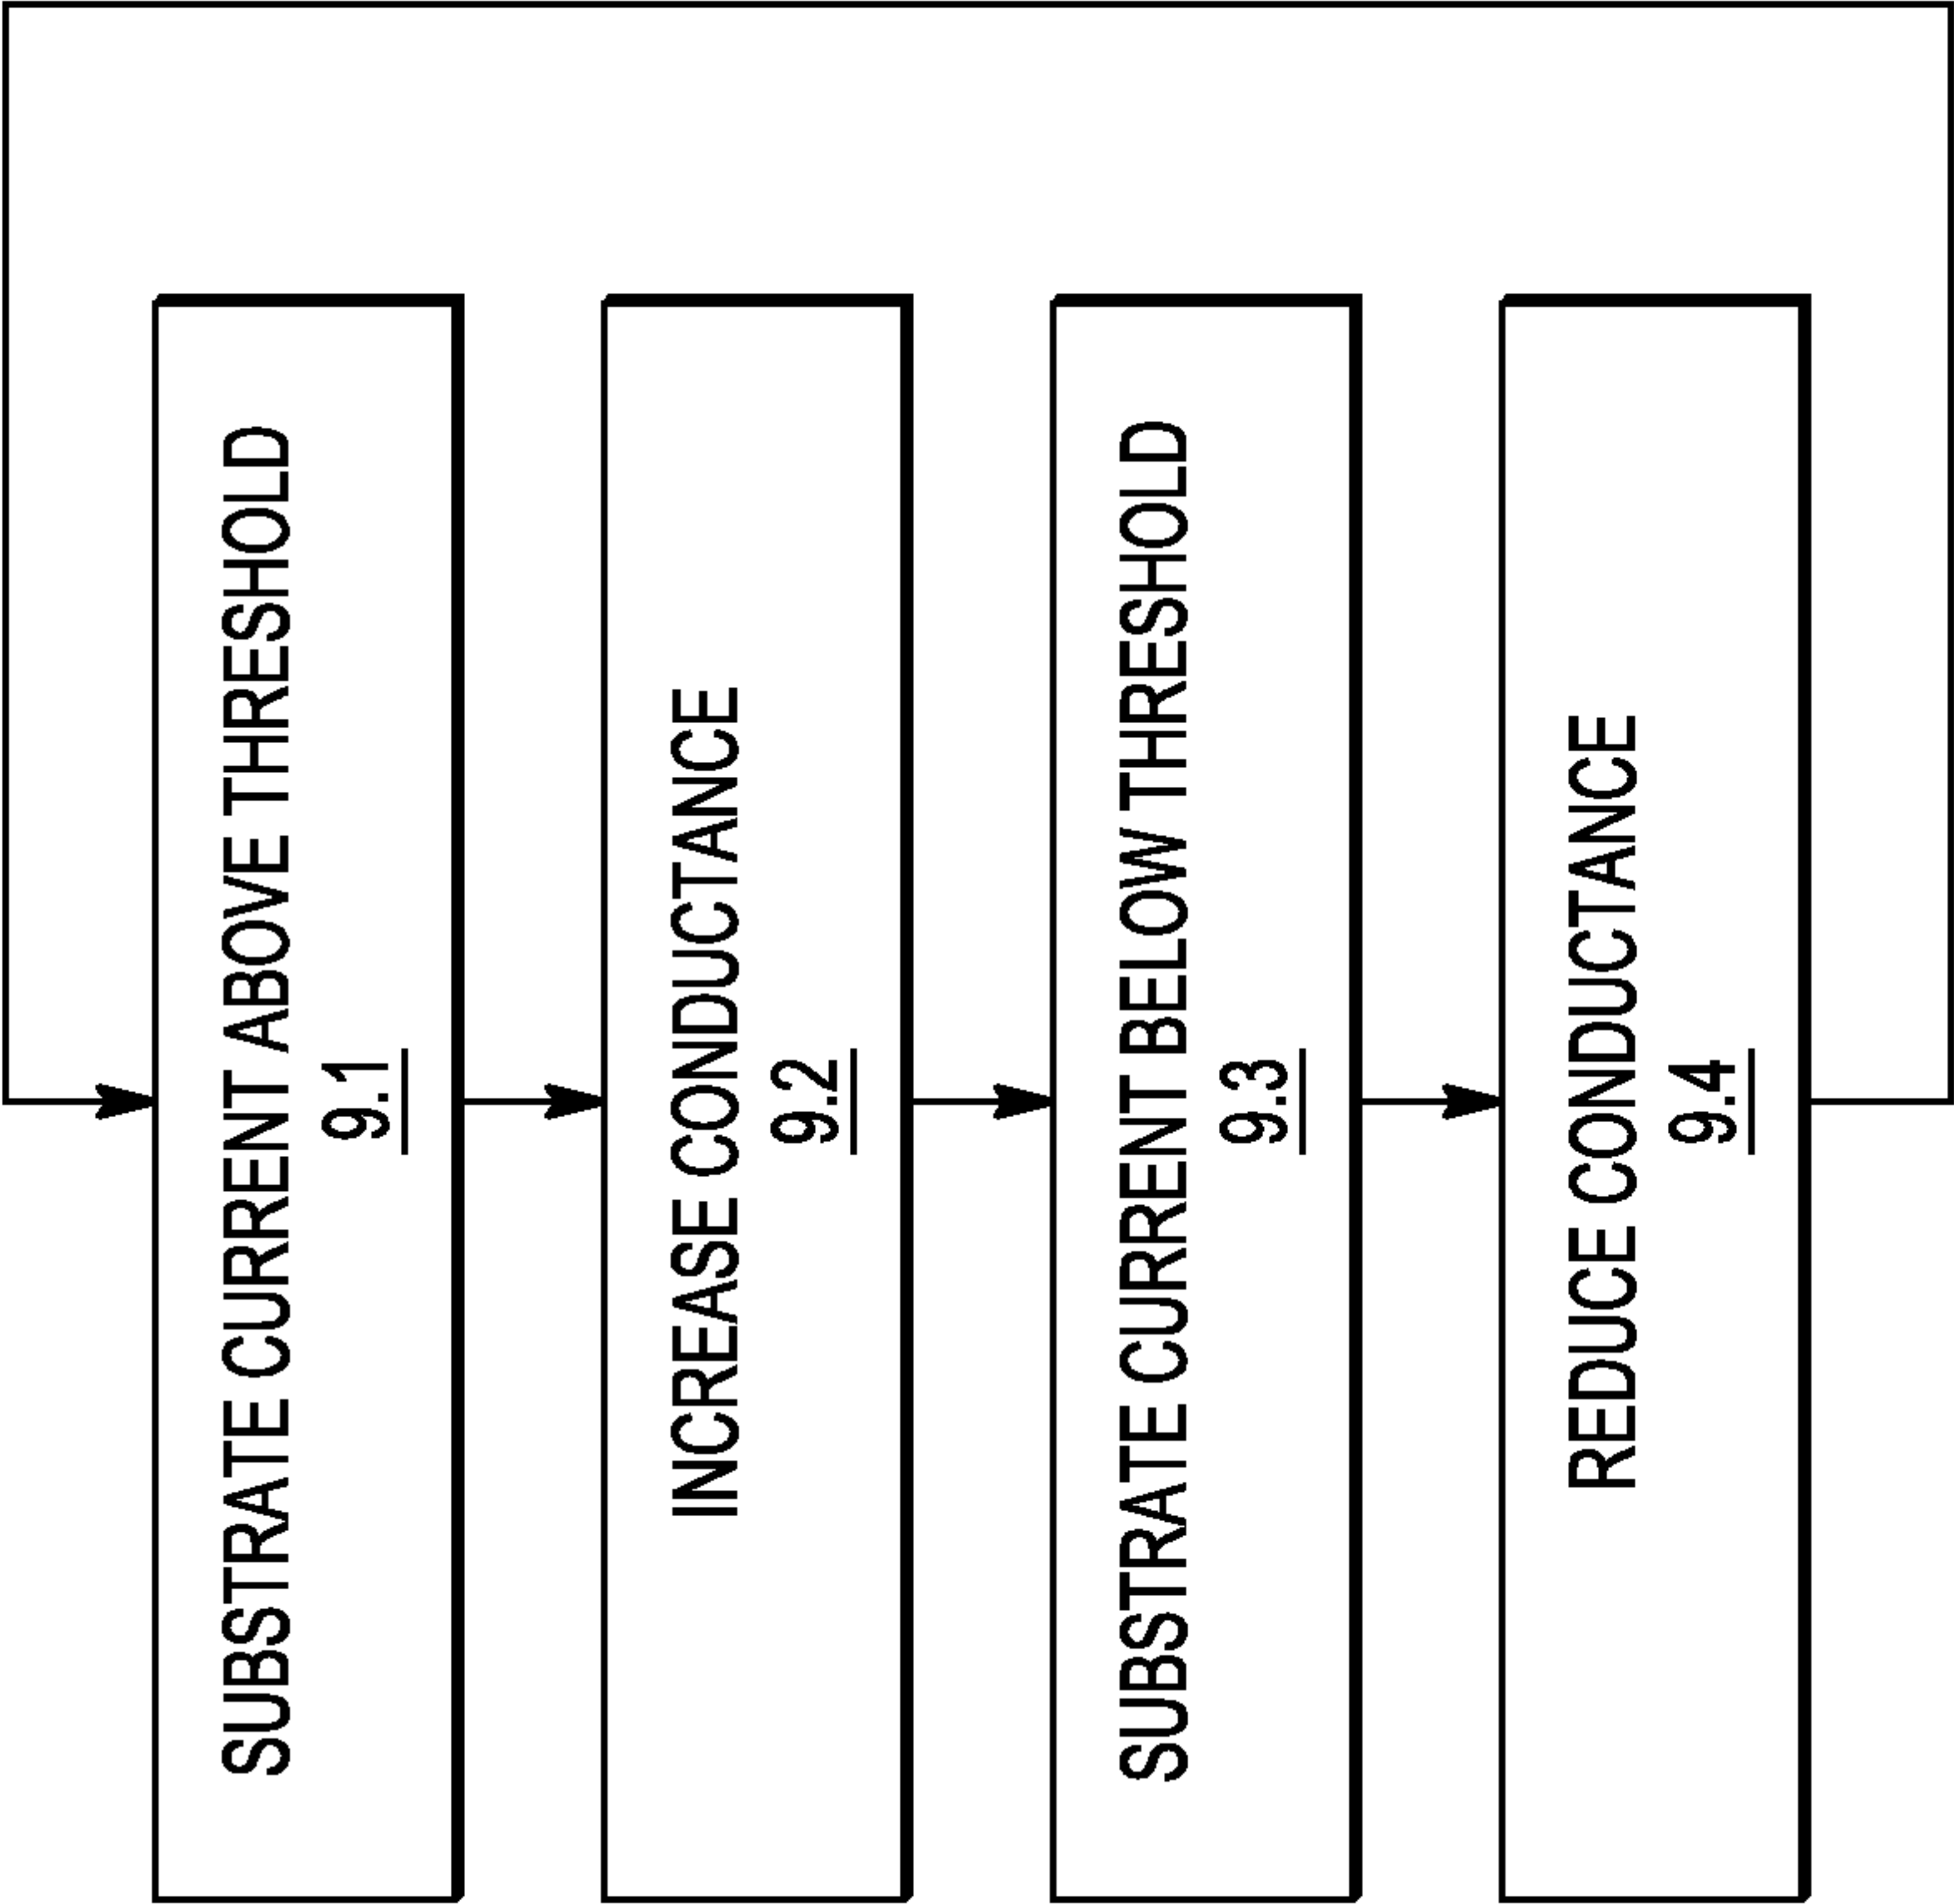 SUBSTRATE CURRENT ABOVE THRESHOLD
9.1
INCREASE CONDUCTANCE
9.2
SUBSTRATE CURRENT BELOW THRESHOLD
9.3
REDUCE CONDUCTANCE
9.4